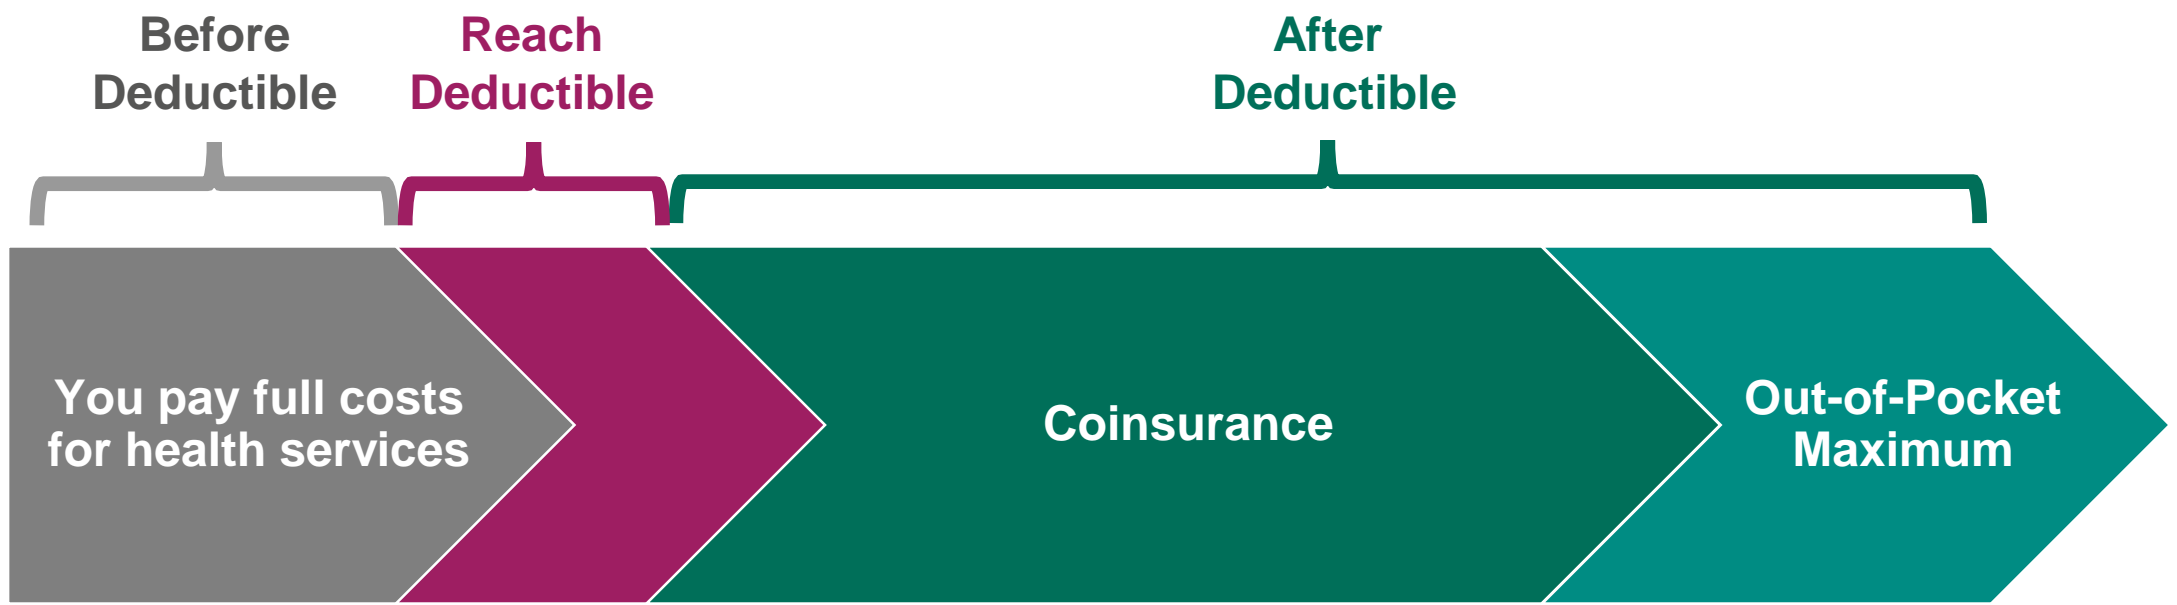 Before
Deductible
Reach
Deductible
After
Deductible
You pay full costs
for health services
Coinsurance
Out-of-Pocket
Maximum